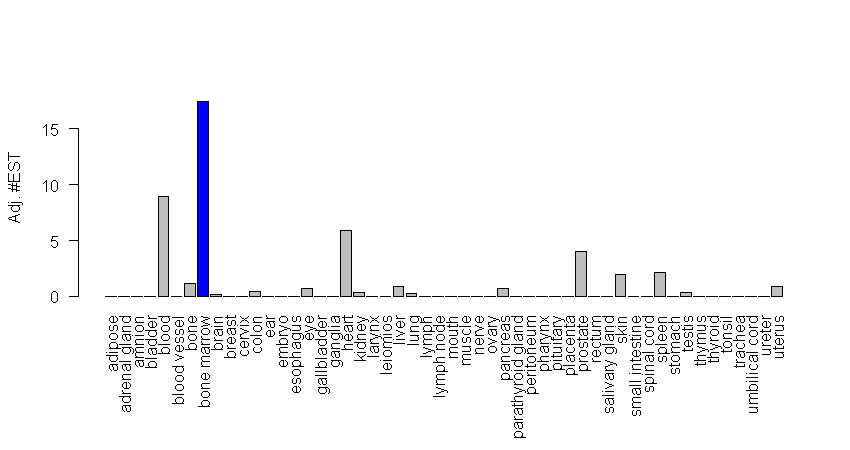 Adj. #EST
15
10
5
0
adipose
adrenal gland
amnion
bladder
blood
blood vessel
bone
bone marrow
brain
breast
cervix
colon
ear
embryo
esophagus
eye
gallbladder
ganglia
heart
kidney
larynx
leiomios
liver
lung
lymph
lymph node
mouth
muscle
nerve
ovary
pancreas
parathyroid gland
peritoneum
pharynx
pituitary
placenta
prostate
rectum
salivary gland
skin
small intestine
spinal cord
spleen
stomach
testis
thymus
thyroid
tonsil
trachea
umbilical cord
ureter
uterus